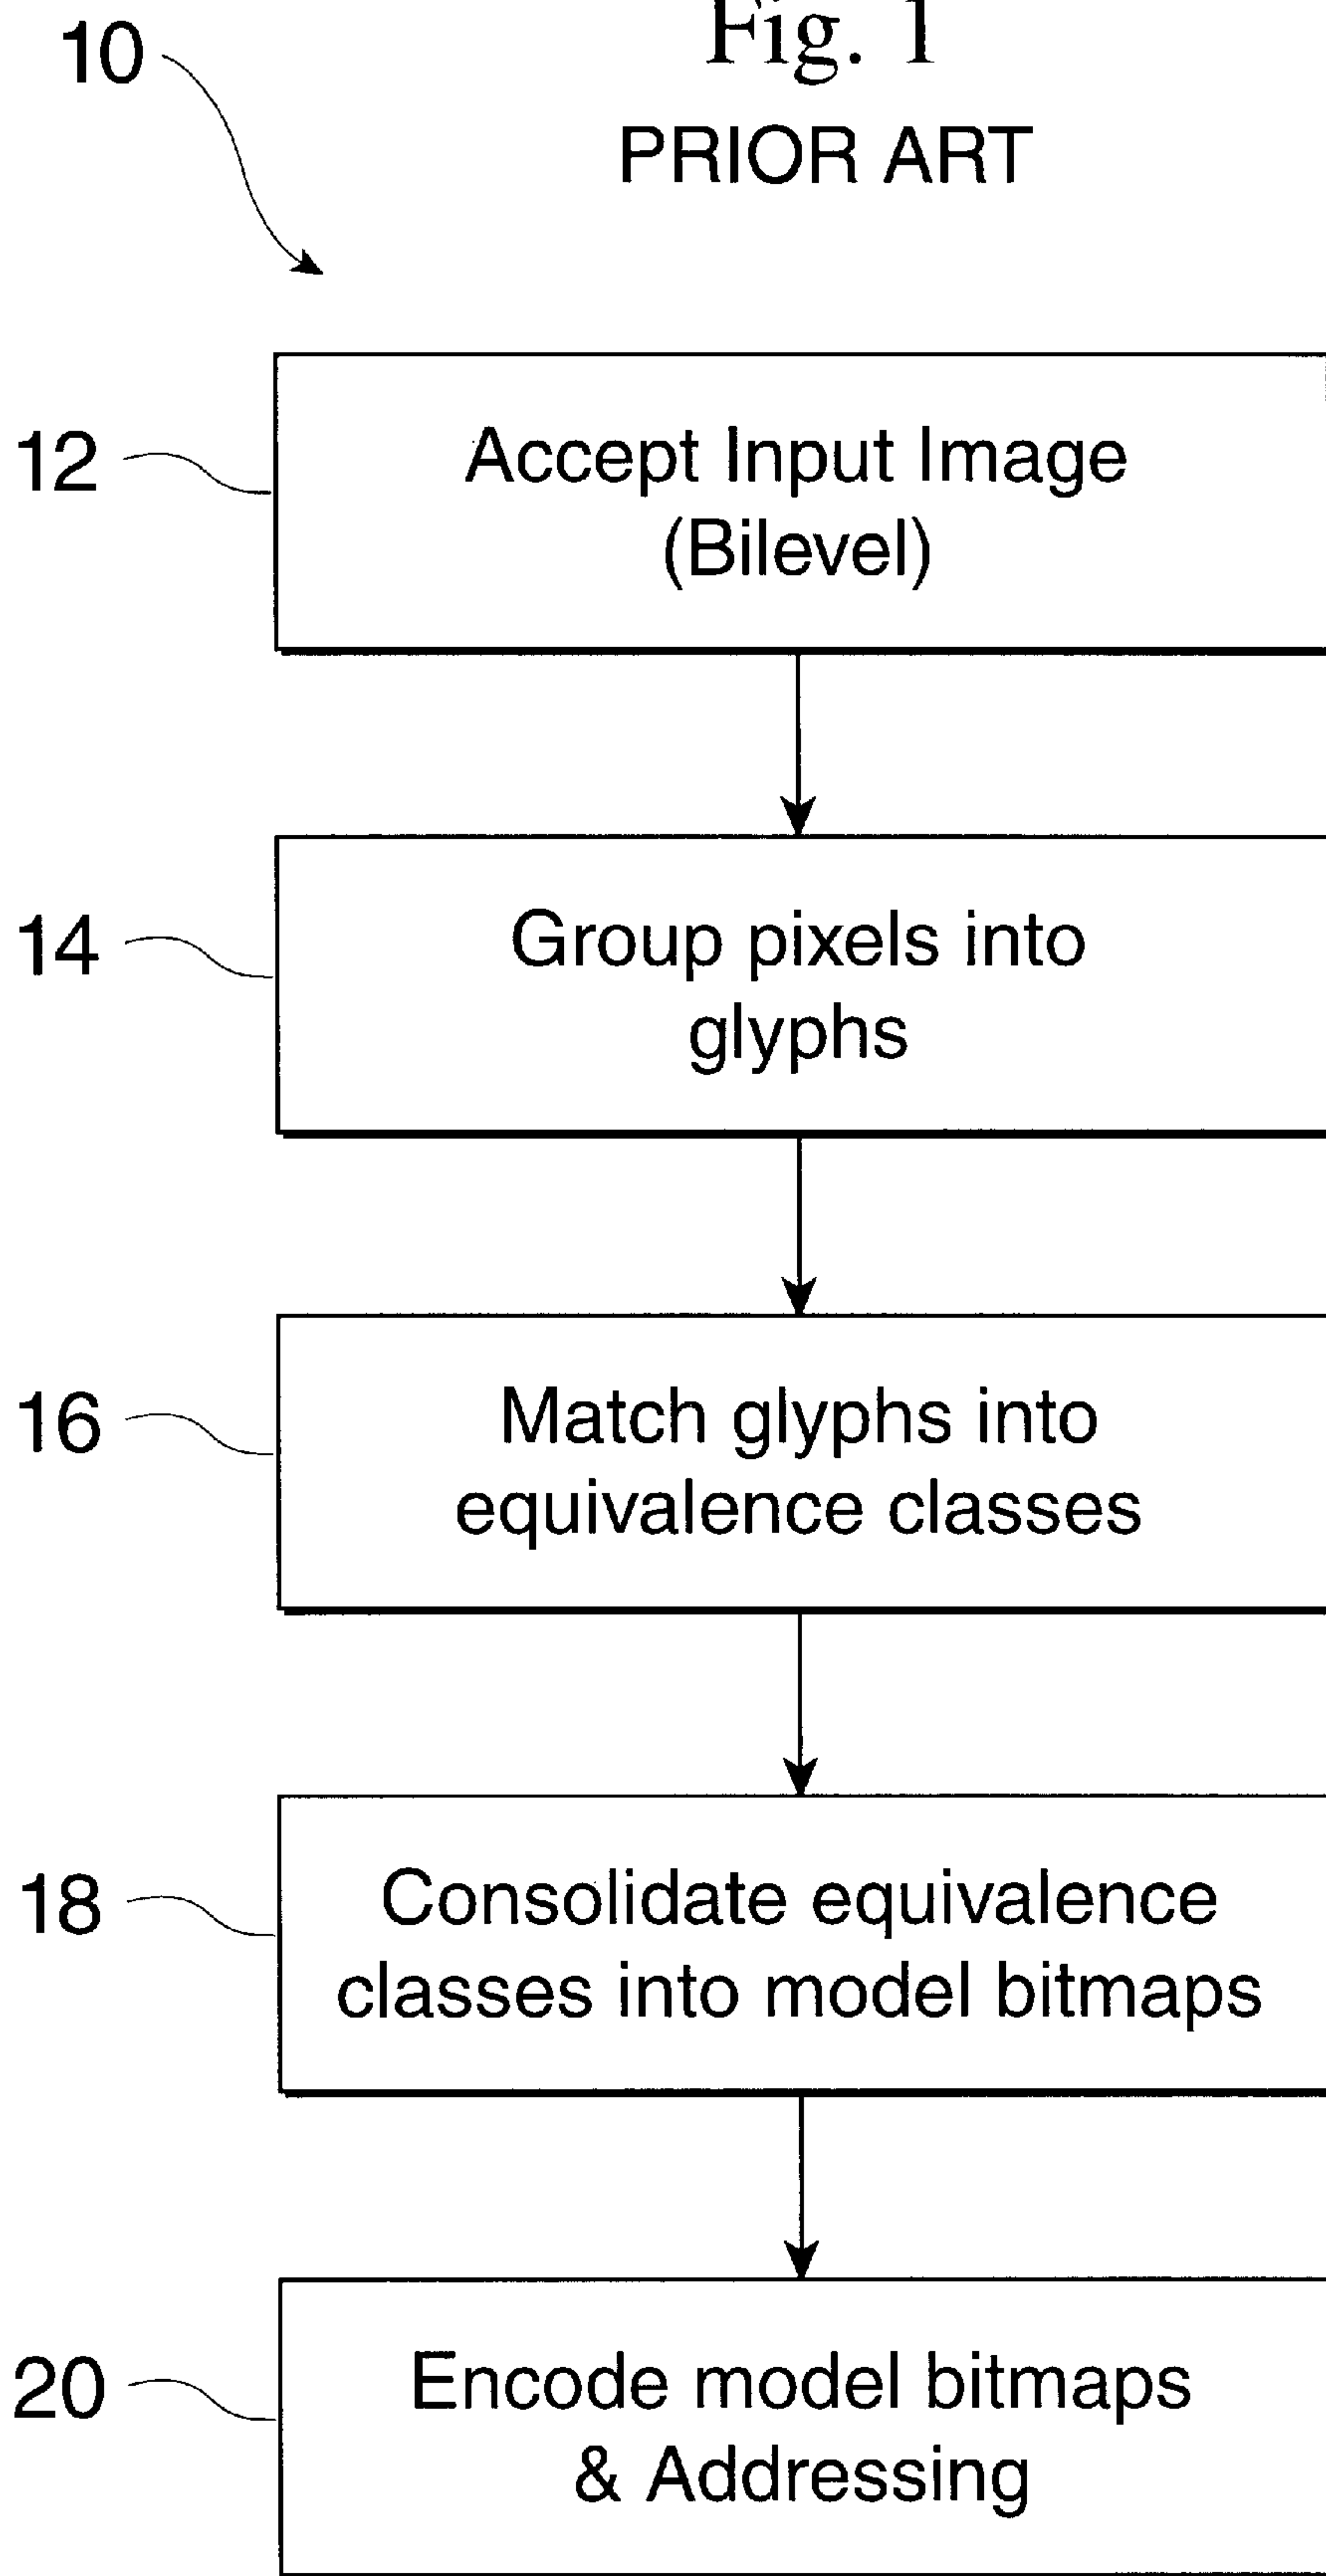 10
Fig. 1
PRIOR ART
12
Accept Input Image
(Bilevel)
14
Group pixels into
glyphs
16
Match glyphs into
equivalence classes
18
Consolidate equivalence
classes into model bitmaps
20
Encode model bitmaps
& Addressing